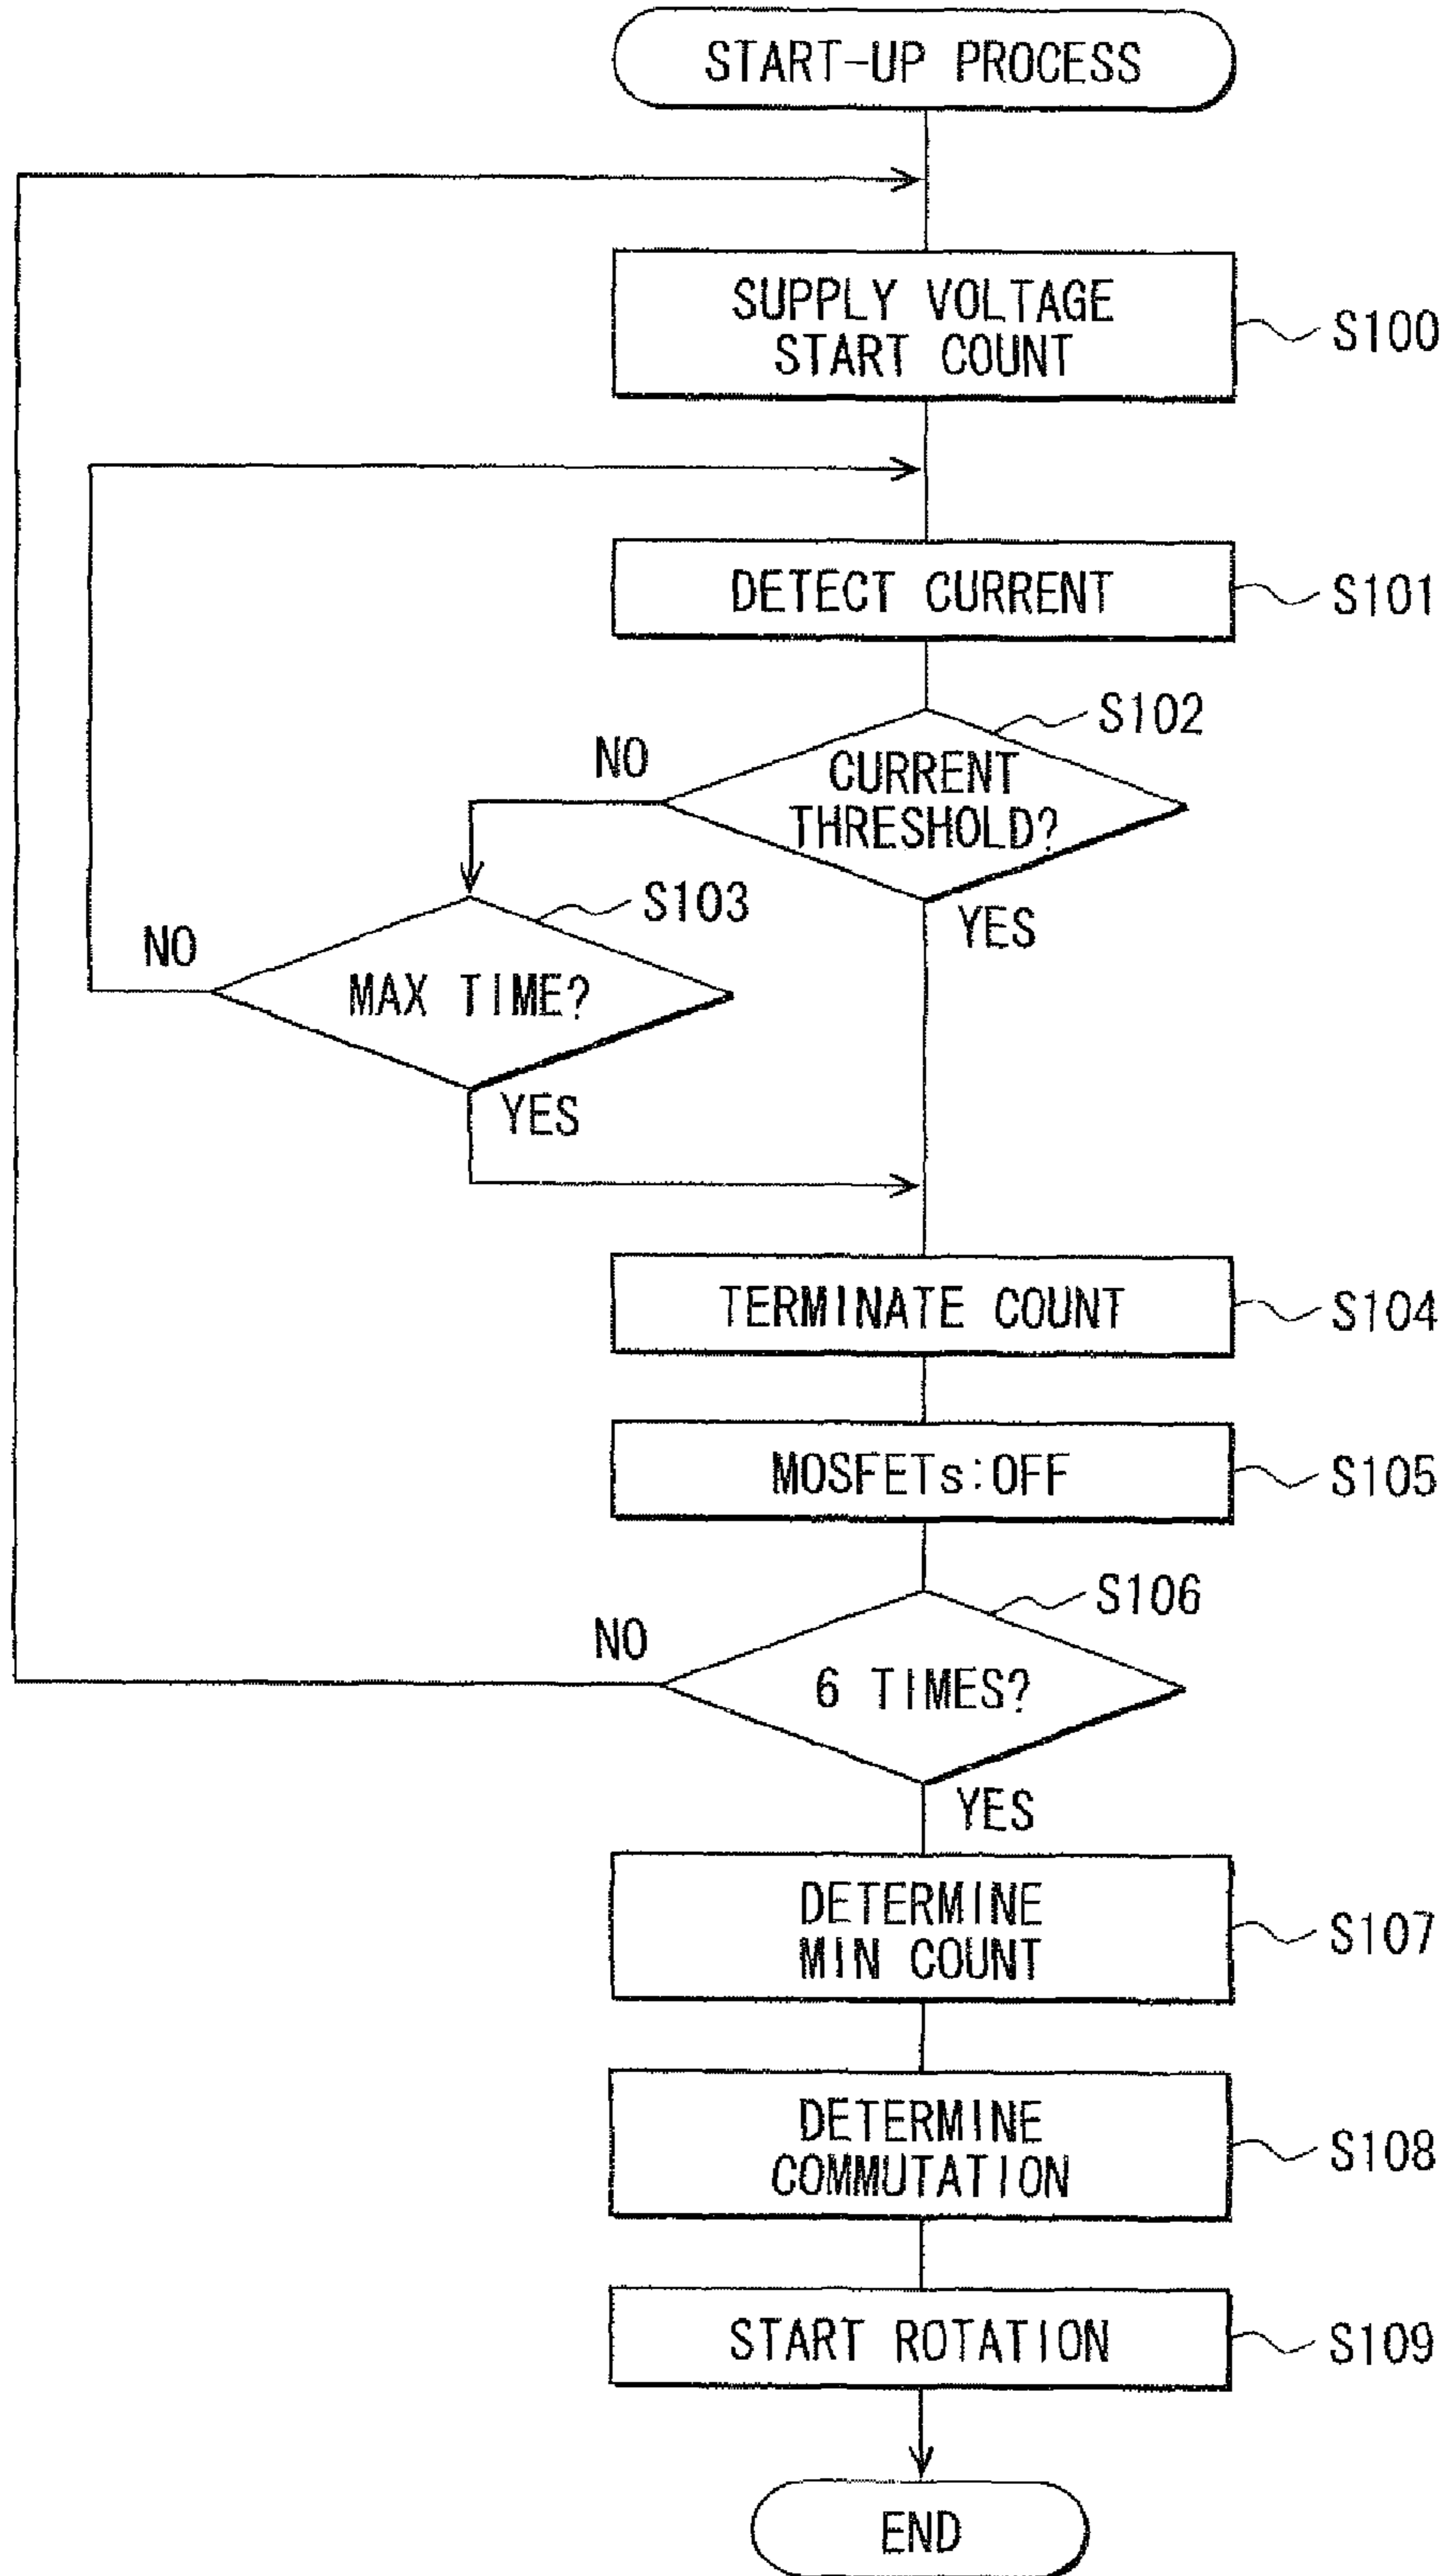 START-UP PROCESS
SUPPLY VOLTAGE
START COUNT
S100
DETECT CURRENT
S101
S102
NO
CURRENT
THRESHOLD?
YES
S103
NO
MAX TIME?
YES
TERMINATE COUNT
S104
MOSFETs:OFF
S105
S106
NO
6 TIMES?
YES
DETERMINE
MIN COUNT
S107
DETERMINE
COMMUTATION
S108
START ROTATION
S109
END